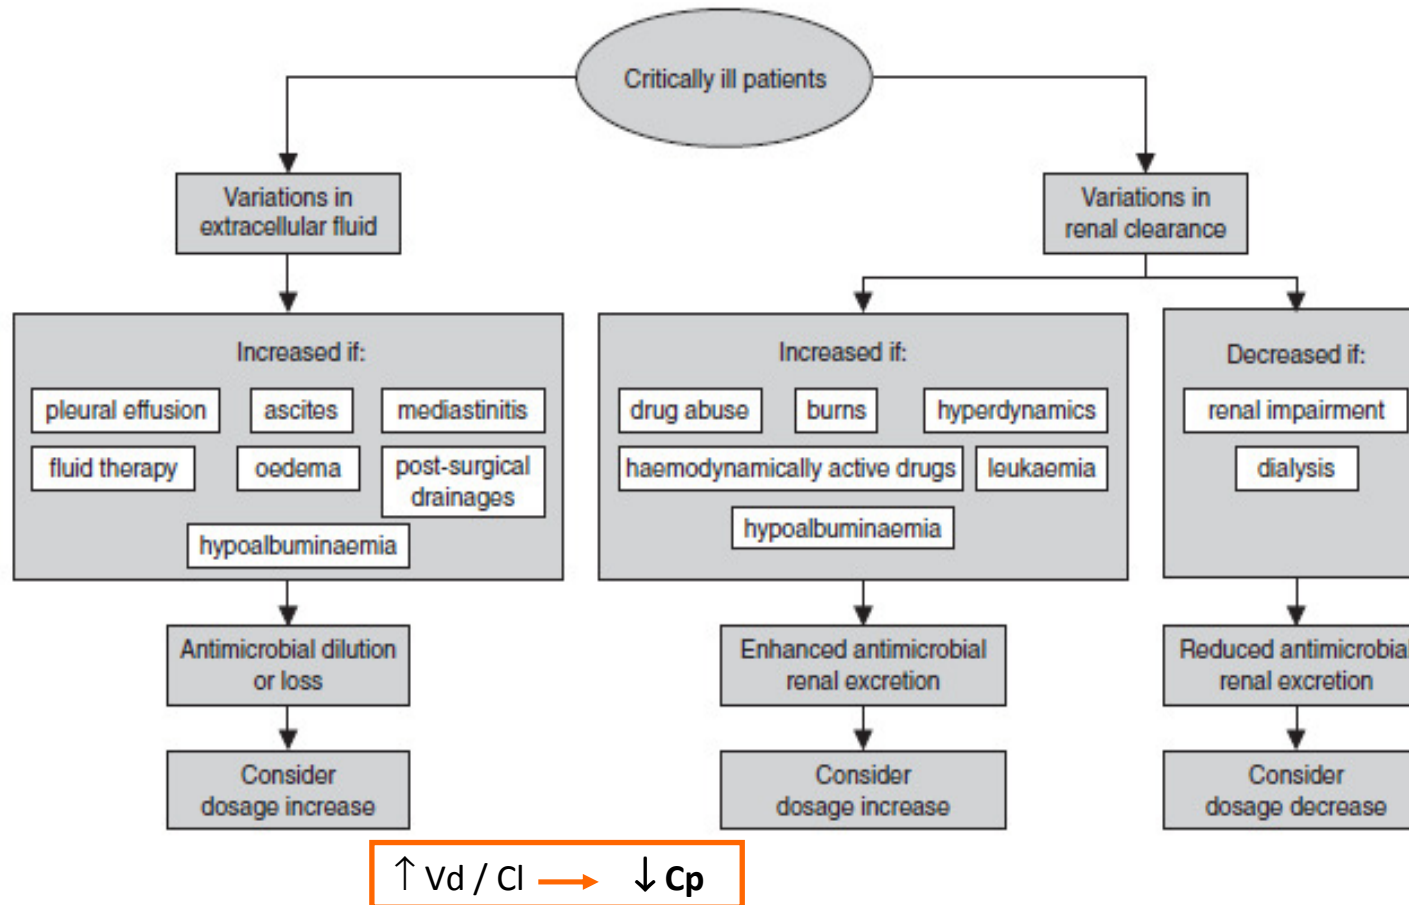 Critically ill patients
Variations in
extracellular fluid
Variations in
renal clearance
Increased if:
pleural effusion
ascites
mediastinitis
fluid therapy
oedema
post-surgical
drainages
hypoalbuminaemia
Increased if:
drug abuse
burns
hyperdynamics
haemodynamically active drugs
leukaemia
hypoalbuminaemia
Decreased if:
renal impairment
dialysis
Antimicrobial dilution
or loss
Enhanced antimicrobial
renal excretion
Reduced antimicrobial
renal excretion
Consider
dosage increase
Consider
dosage increase
Consider
dosage decrease
↑ Vd / Cl → ↓ Cp